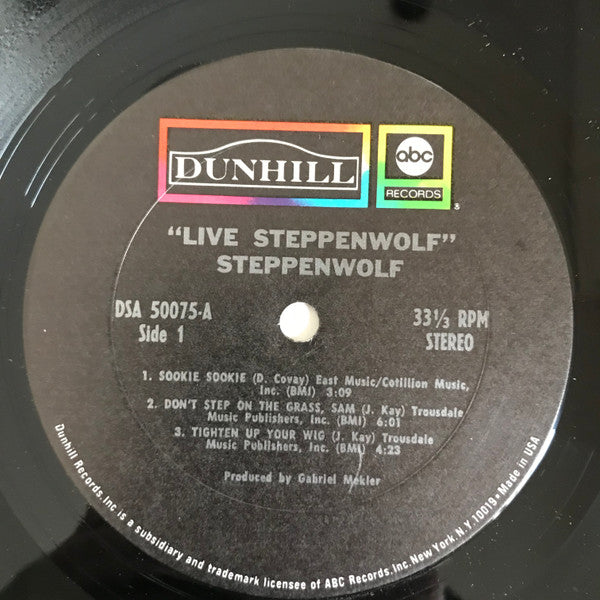 DUNHILL
abc
RECORDS
®
"LIVE STEPPENWOLF"
STEPPENWOLF
DSA 50075-A
Side 1
33⅓ RPM
STEREO
1. SOOKIE SOOKIE (D. Covay) East Music/Cotillion Music,
Inc. (BMI) 3:09
2. DON'T STEP ON THE GRASS, SAM (J. Kay) Trousdale
Music Publishers, Inc. (BMI) 6:01
3. TIGHTEN UP YOUR WIG (J. Kay) Trousdale
Music Publishers, Inc. (BMI) 4:23
Produced by Gabriel Mekler
Dunhill Records, Inc is a subsidiary and trademark licensee of ABC Records, Inc. New York, N.Y. 10019 • Made in USA